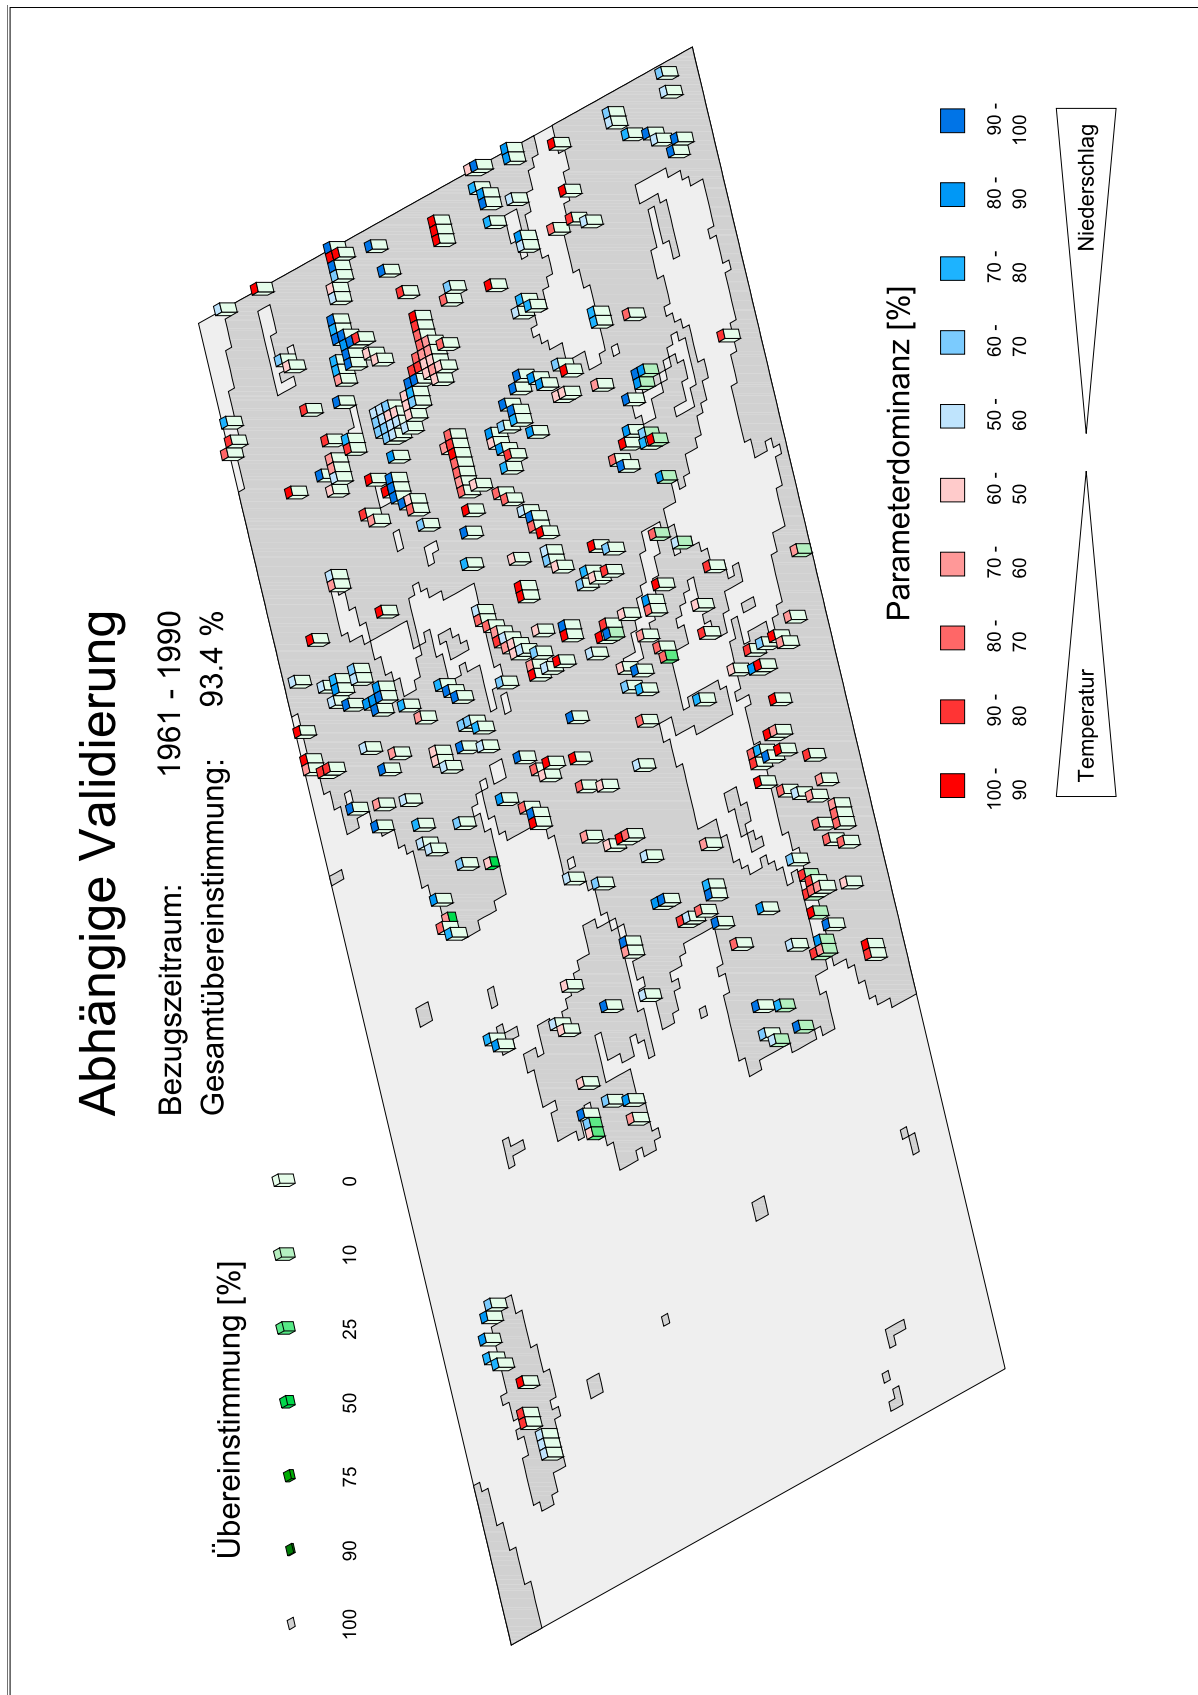 Abhängige Validierung
Bezugszeitraum: 1961 - 1990
Gesamtübereinstimmung: 93.4 %
Übereinstimmung [%]
100 90 75 50 25 10 0
Parameterdominanz [%]
100 - 90
90 - 80
80 - 70
70 - 60
60 - 50
50 - 60
60 - 70
70 - 80
80 - 90
90 - 100
Temperatur
Niederschlag